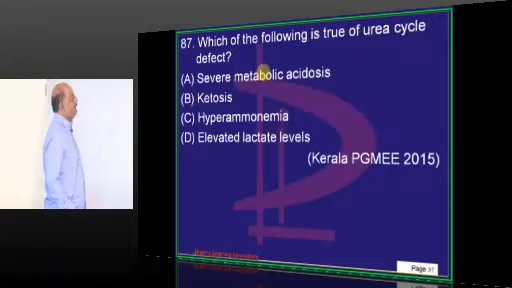 87. Which of the following is true of urea cycle
defect?
(A) Severe metabolic acidosis
(B) Ketosis
(C) Hyperammonemia
(D) Elevated lactate levels
(Kerala PGMEE 2015)
Page